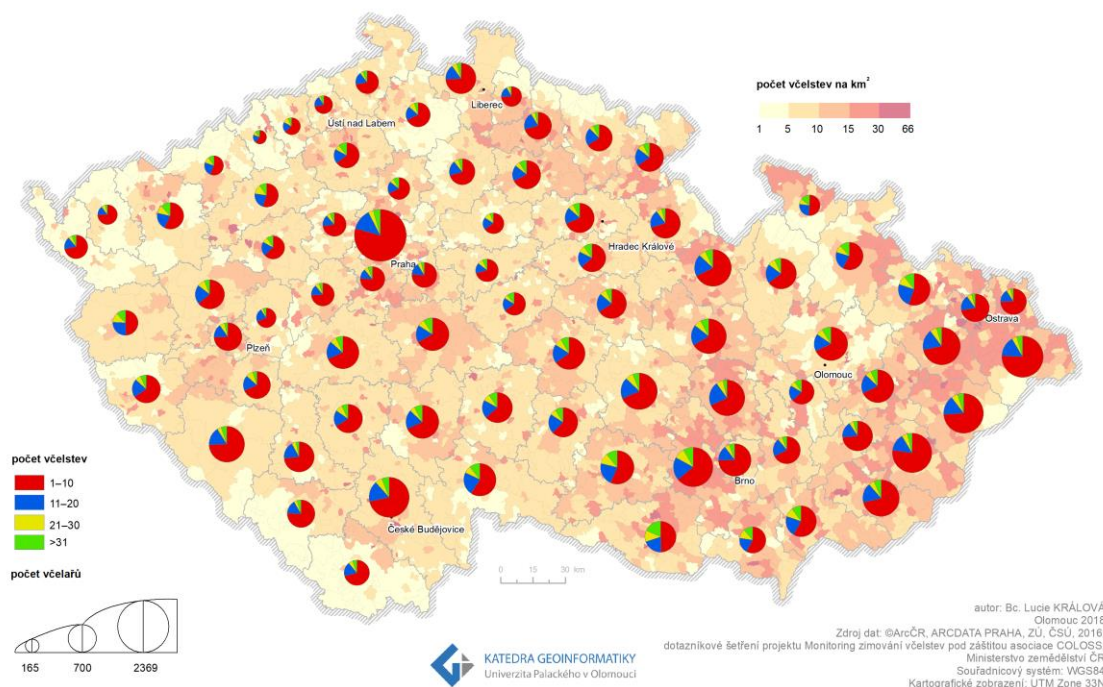 počet včelstev na km²
1 5 10 15 30 66
Liberec
Ústí nad Labem
Hradec Králové
Praha
Ostrava
Plzeň
Olomouc
Brno
České Budějovice
počet včelstev
1–10
11–20
21–30
>31
počet včelařů
165 700 2369
0 15 30 km
KATEDRA GEOINFORMATIKY
Univerzita Palackého v Olomouci
autor: Bc. Lucie KRÁLOVÁ
Olomouc 2018
Zdroj dat: ©ArcČR, ARCDATA PRAHA, ZÚ, ČSÚ, 2016
dotazníkové šetření projektu Monitoring zimování včelstev pod záštitou asociace COLOSS
Ministerstvo zemědělství ČR
Souřadnicový systém: WGS84
Kartografické zobrazení: UTM Zone 33N